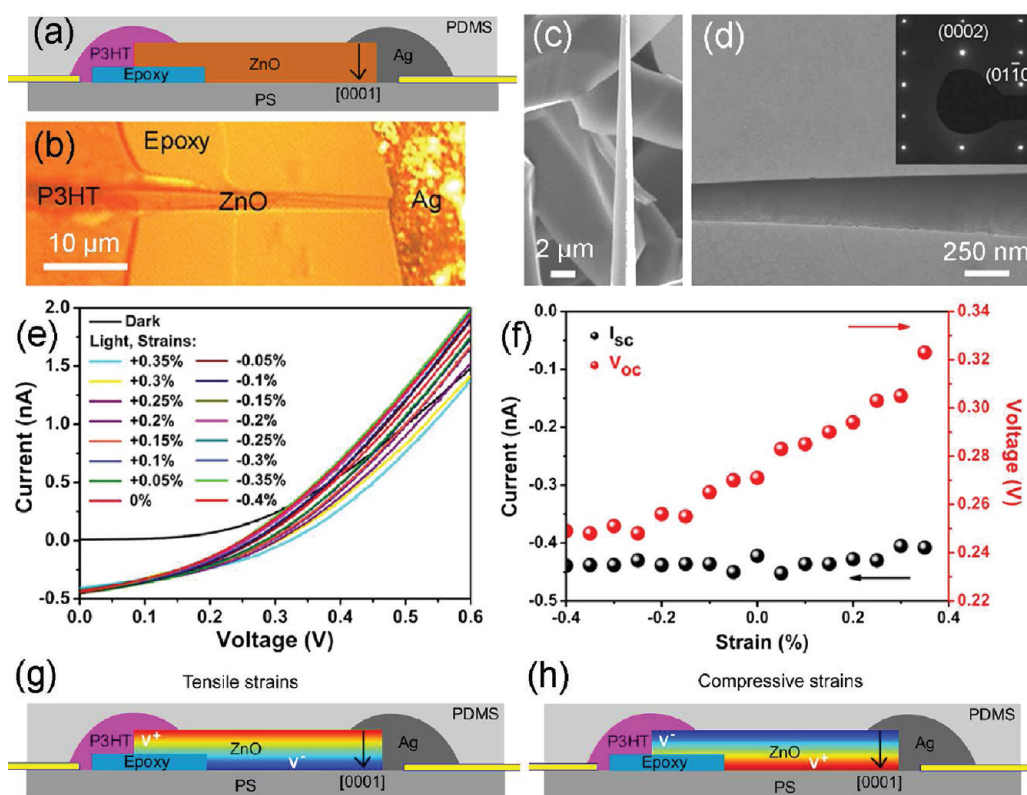 (a)
PDMS
P3HT
ZnO
Ag
Epoxy
[0001]
PS
(b)
Epoxy
P3HT
ZnO
Ag
10 µm
(c)
2 µm
(d)
(0002)
(011̄0)
250 nm
(e)
Dark
Light, Strains:
+0.35% -0.05%
+0.3% -0.1%
+0.25% -0.15%
+0.2% -0.2%
+0.15% -0.25%
+0.1% -0.3%
+0.05% -0.35%
0% -0.4%
Current (nA)
2.0
1.5
1.0
0.5
0.0
-0.5
0.0 0.1 0.2 0.3 0.4 0.5 0.6
Voltage (V)
(f)
Isc
Voc
Current (nA)
0.0
-0.1
-0.2
-0.3
-0.4
-0.5
Voltage (V)
0.34
0.32
0.30
0.28
0.26
0.24
0.22
-0.4 -0.2 0.0 0.2 0.4
Strain (%)
(g)
Tensile strains
PDMS
P3HT
V+
ZnO
Ag
Epoxy
V-
[0001]
PS
(h)
Compressive strains
PDMS
P3HT
V-
ZnO
Ag
Epoxy
V+
[0001]
PS